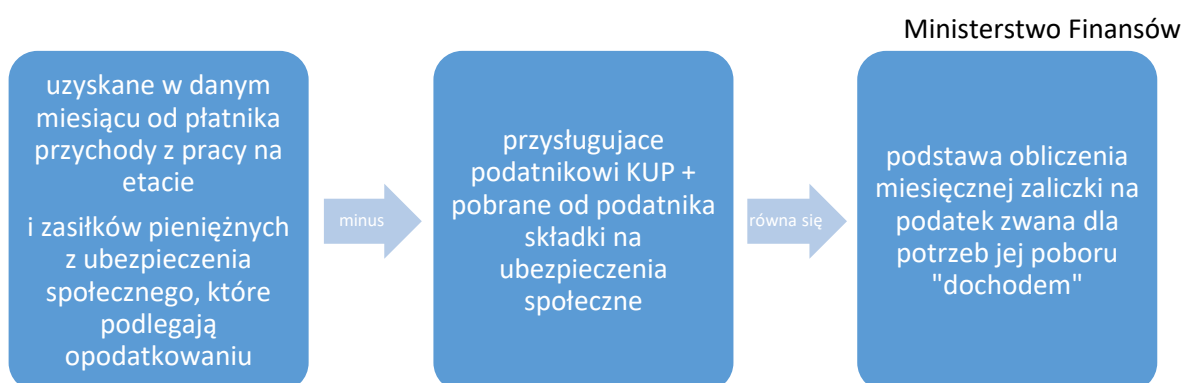 Ministerstwo Finansów
uzyskane w danym
miesiącu od płatnika
przychody z pracy na
etacie
i zasiłków pieniężnych
z ubezpieczenia
społecznego, które
podlegają
opodatkowaniu
minus
przysługujace
podatnikowi KUP +
pobrane od podatnika
składki na
ubezpieczenia
społeczne
równa się
podstawa obliczenia
miesięcznej zaliczki na
podatek zwana dla
potrzeb jej poboru
"dochodem"